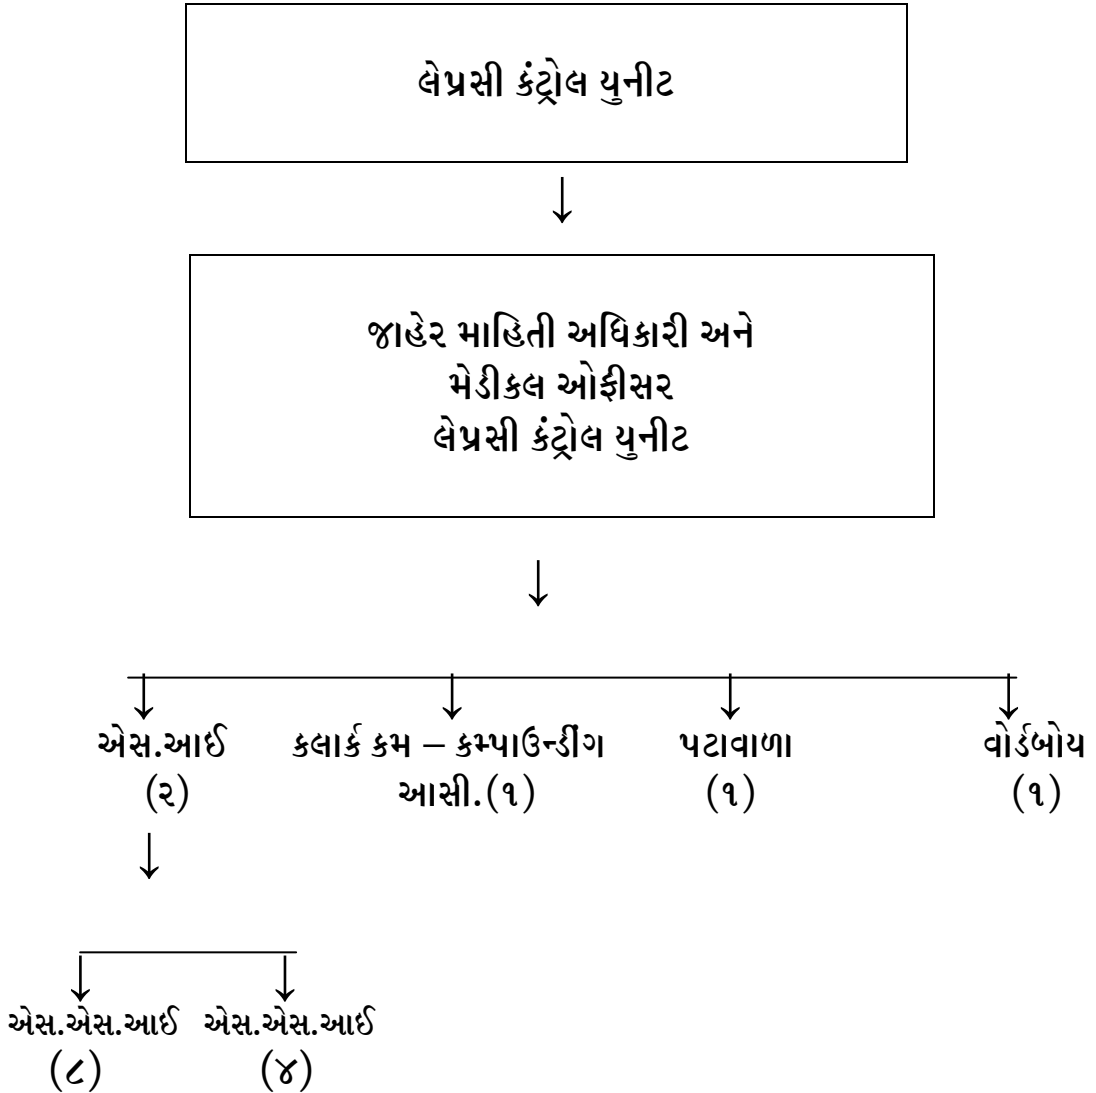 લેપ્રસી કંટ્રોલ યુનીટ
જાહેર માહિતી અધિકારી અને
મેડીકલ ઓફીસર
લેપ્રસી કંટ્રોલ યુનીટ
એસ.આઈ
(૨)
કલાર્ક કમ – કમ્પાઉન્ડીંગ
આસી.(૧)
પટાવાળા
(૧)
વોર્ડબોય
(૧)
એસ.એસ.આઈ
(૮)
એસ.એસ.આઈ
(૪)